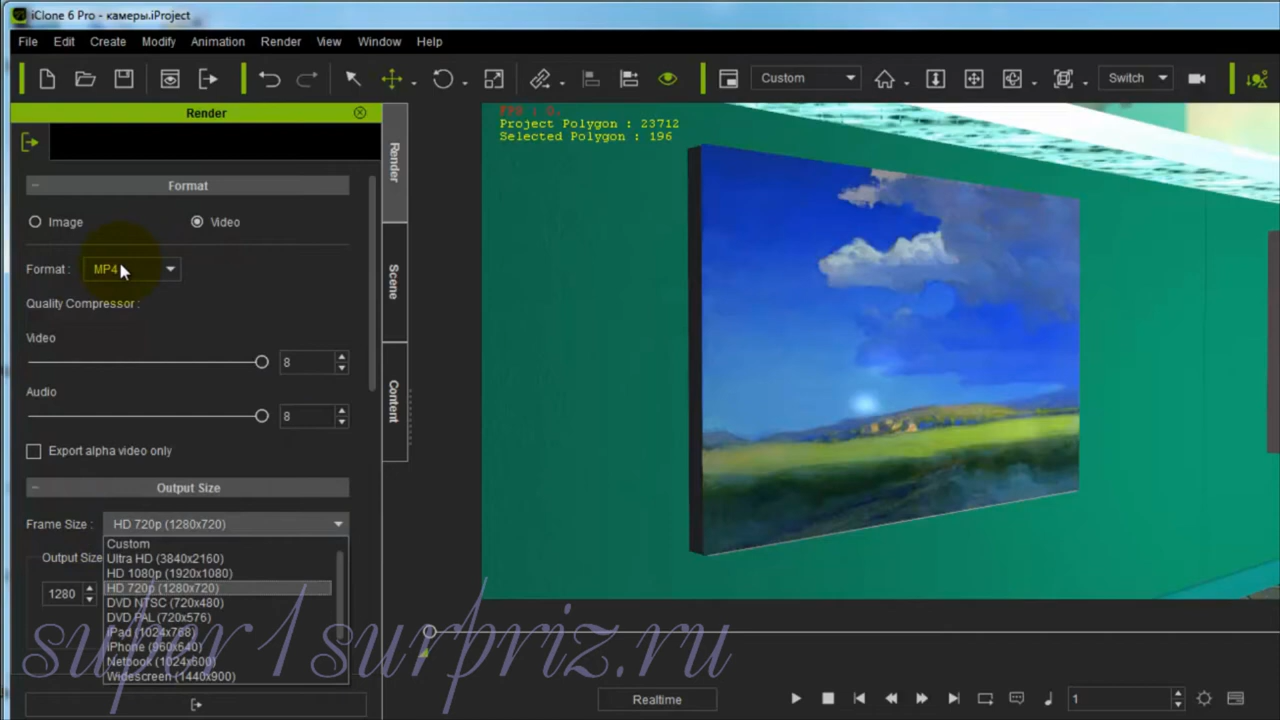 iClone 6 Pro - камеры.iProject
File Edit Create Modify Animation Render View Window Help
Custom Switch
Render
Format
Image Video
Format : MP4
Quality Compressor :
Video
8
Audio
8
Export alpha video only
Output Size
Frame Size : HD 720p (1280x720)
Custom
Output Size
Ultra HD (3840x2160)
HD 1080p (1920x1080)
HD 720p (1280x720)
1280
DVD NTSC (720x480)
DVD PAL (720x576)
iPad (1024x768)
iPhone (960x640)
Netbook (1024x600)
Widescreen (1440x900)
Render
Scene
Content
FPS : 0.
Project Polygon : 23712
Selected Polygon : 196
super1surpriz.ru
Realtime
1